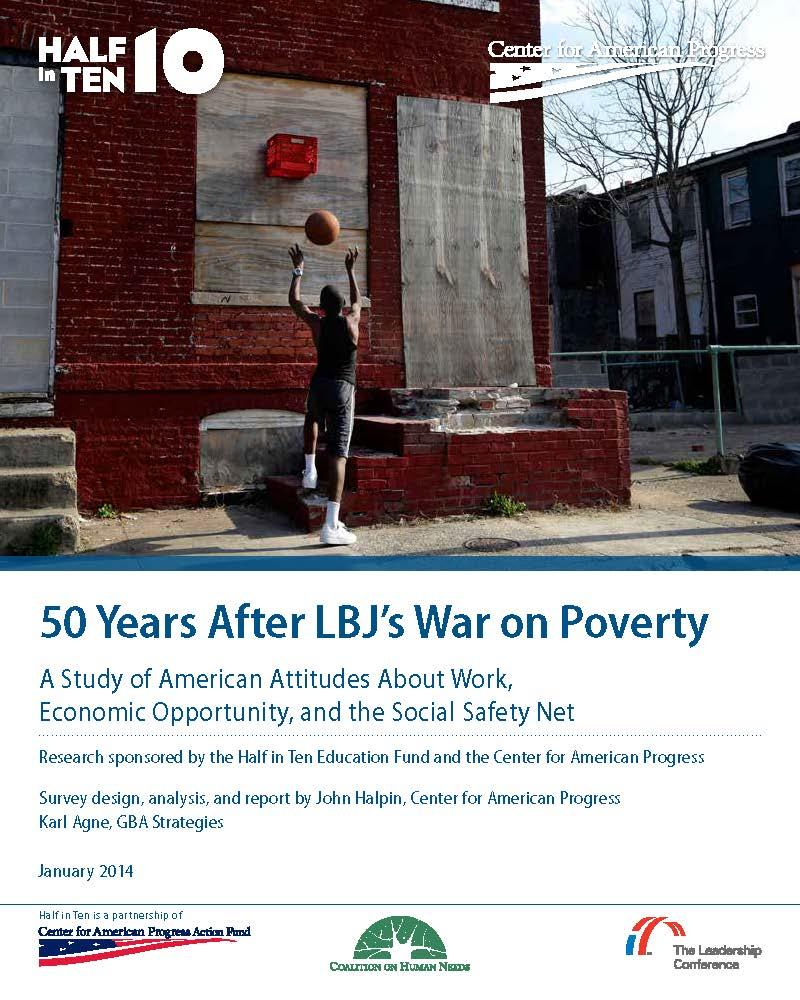 HALF
in TEN 10
Center for American Progress
50 Years After LBJ's War on Poverty
A Study of American Attitudes About Work,
Economic Opportunity, and the Social Safety Net
Research sponsored by the Half in Ten Education Fund and the Center for American Progress
Survey design, analysis, and report by John Halpin, Center for American Progress
Karl Agne, GBA Strategies
January 2014
Half in Ten is a partnership of
Center for American Progress Action Fund
COALITION ON HUMAN NEEDS
The Leadership
Conference